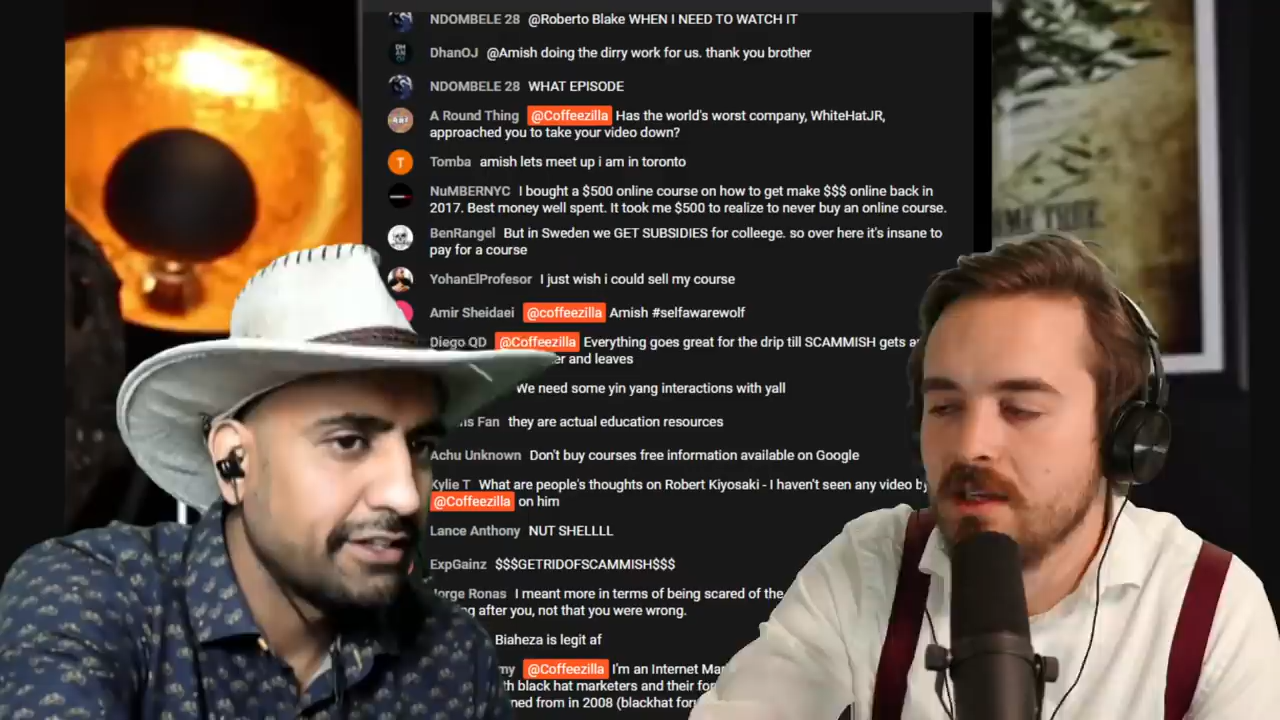 NDOMBELE 28 @Roberto Blake WHEN I NEED TO WATCH IT
DhanOJ @Amish doing the dirry work for us. thank you brother
NDOMBELE 28 WHAT EPISODE
A Round Thing @Coffeezilla Has the world's worst company, WhiteHatJR,
approached you to take your video down?
T
Tomba amish lets meet up i am in toronto
NuMBERNYC I bought a $500 online course on how to get make $$$ online back in
2017. Best money well spent. It took me $500 to realize to never buy an online course.
BenRangel But in Sweden we GET SUBSIDIES for colleege. so over here it's insane to
pay for a course
YohanElProfesor I just wish i could sell my course
Amir Sheidaei @coffeezilla Amish #selfawarewolf
Diego QD @Coffeezilla Everything goes great for the drip till SCAMMISH gets
and leaves
We need some yin yang interactions with yall
Fan they are actual education resources
Achu Unknown Don't buy courses free information available on Google
Kylie T What are people's thoughts on Robert Kiyosaki - I haven't seen any video by
@Coffeezilla on him
Lance Anthony NUT SHELLLL
ExpGainz $$$GETRIDOFSCAMMISH$$$
Jorge Ronas I meant more in terms of being scared of the
after you, not that you were wrong.
Biaheza is legit af
@Coffeezilla I'm an Internet
black hat marketers and their
from in 2008 (blackhat